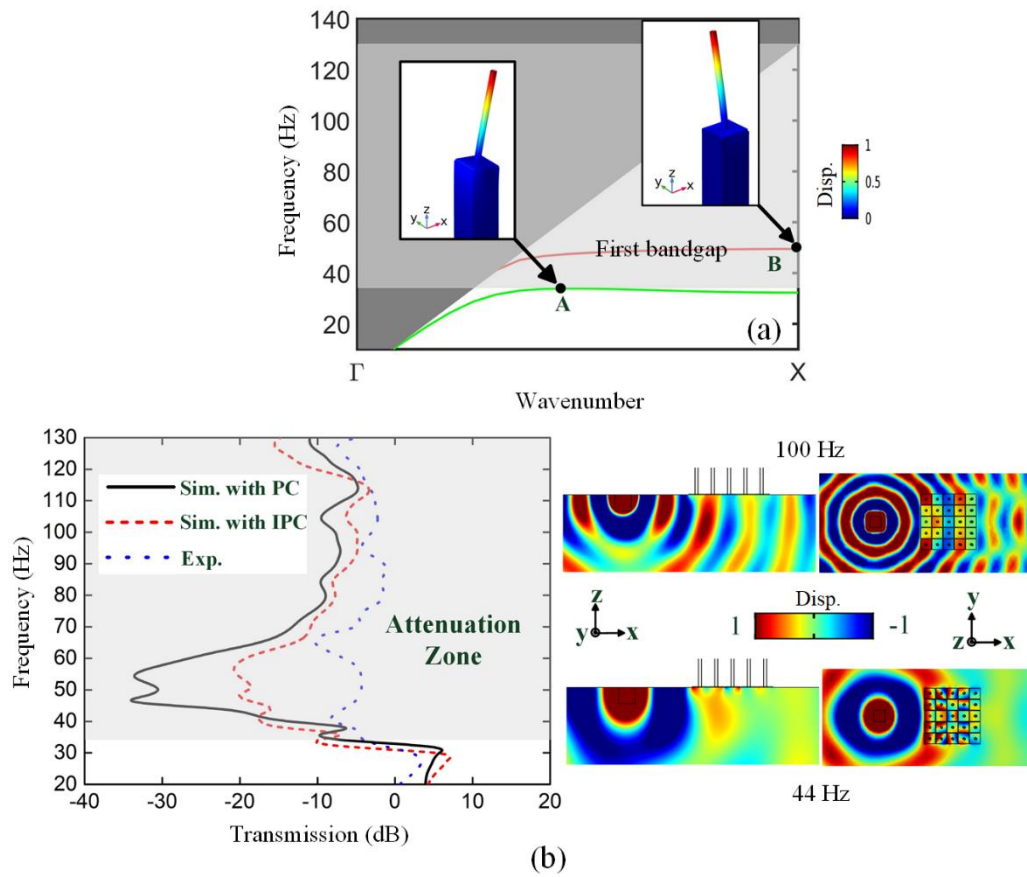 140
120
100
80
60
40
20
Frequency (Hz)
z
y x
z
y x
First bandgap
A
B
(a)
Γ
X
Wavenumber
Disp.
1
0.5
0
130
120
110
100
90
80
70
60
50
40
30
20
Frequency (Hz)
Sim. with PC
Sim. with IPC
Exp.
Attenuation
Zone
-40 -30 -20 -10 0 10 20
Transmission (dB)
100 Hz
z
y x
Disp.
1 -1
y
z x
44 Hz
(b)